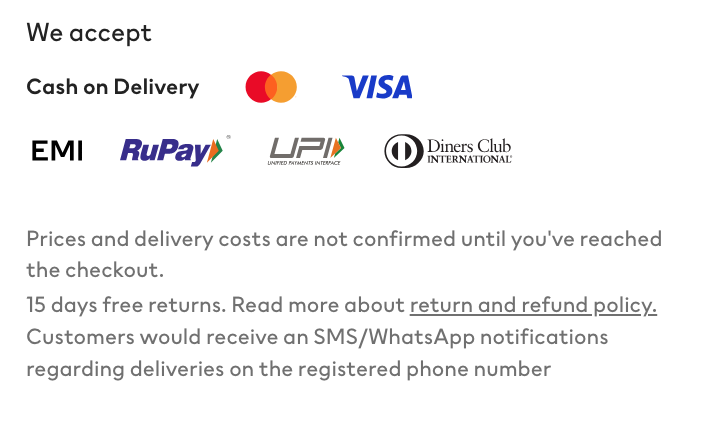 We accept
Cash on Delivery VISA
EMI RuPay® UPI UNIFIED PAYMENTS INTERFACE Diners Club INTERNATIONAL®
Prices and delivery costs are not confirmed until you've reached
the checkout.
15 days free returns. Read more about return and refund policy.
Customers would receive an SMS/WhatsApp notifications
regarding deliveries on the registered phone number